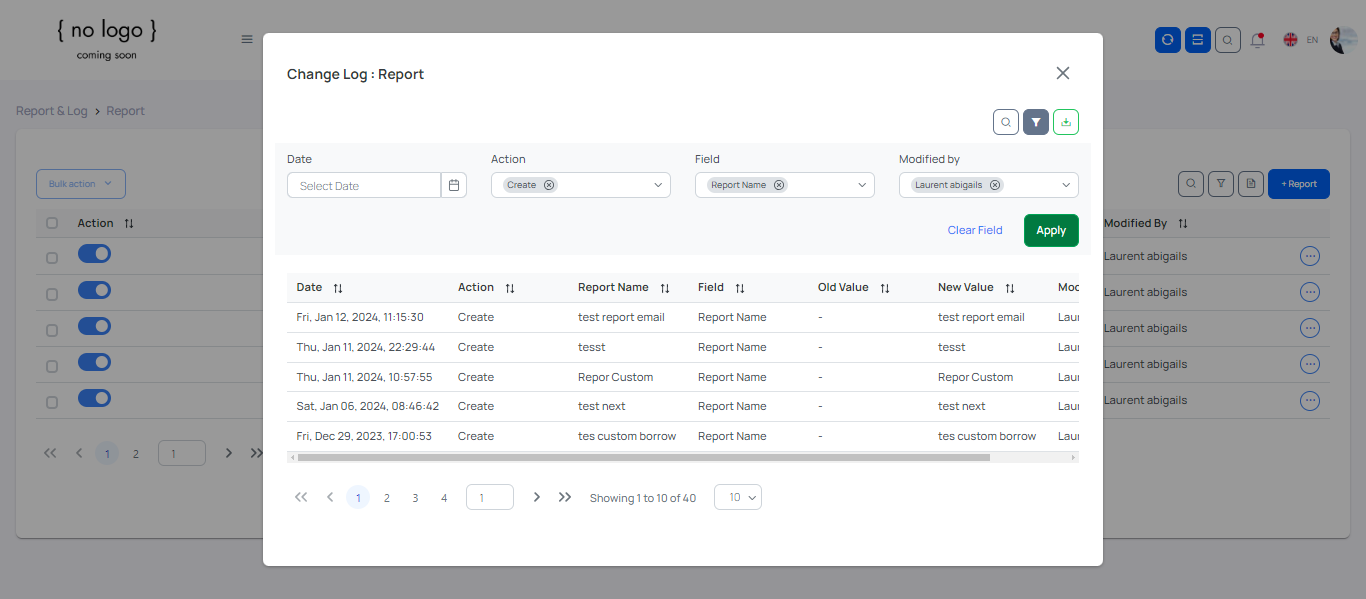 { no logo }
coming soon
EN
Report & Log > Report
Bulk action
+ Report
Action
Modified By
Laurent abigails
Laurent abigails
Laurent abigails
Laurent abigails
Laurent abigails
1 2 1
Change Log : Report
Date Action Field Modified by
Select Date Create Report Name Laurent abigails
Clear Field Apply
Date Action Report Name Field Old Value New Value Moc
Fri, Jan 12, 2024, 11:15:30 Create test report email Report Name - test report email Laur
Thu, Jan 11, 2024, 22:29:44 Create tesst Report Name - tesst Laur
Thu, Jan 11, 2024, 10:57:55 Create Repor Custom Report Name - Repor Custom Laur
Sat, Jan 06, 2024, 08:46:42 Create test next Report Name - test next Laur
Fri, Dec 29, 2023, 17:00:53 Create tes custom borrow Report Name - tes custom borrow Laur
1 2 3 4 1 Showing 1 to 10 of 40 10